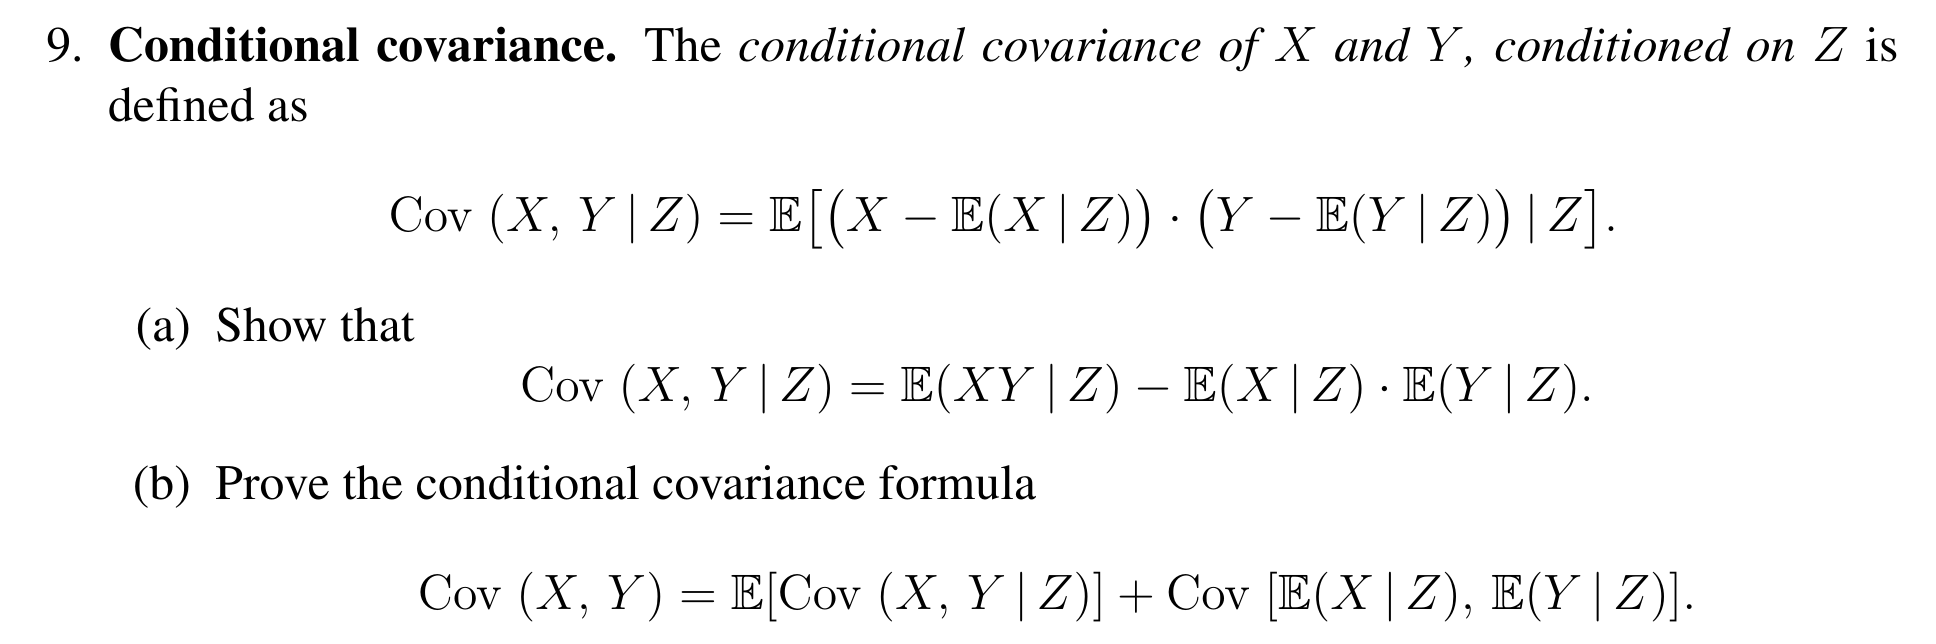 9. Conditional covariance. The conditional covariance of X and Y, conditioned on Z is
defined as
Cov (X, Y | Z) = 𝔼[(X − 𝔼(X | Z)) · (Y − 𝔼(Y | Z)) | Z].
(a) Show that
Cov (X, Y | Z) = 𝔼(XY | Z) − 𝔼(X | Z) · 𝔼(Y | Z).
(b) Prove the conditional covariance formula
Cov (X, Y) = 𝔼[Cov (X, Y | Z)] + Cov [𝔼(X | Z), 𝔼(Y | Z)].